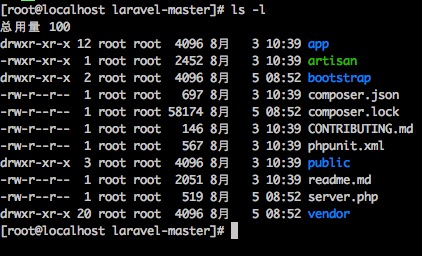 [root@localhost laravel-master]# ls -l
总用量 100
drwxr-xr-x 12 root root  4096 8月   3 10:39 app
-rwxr-xr-x  1 root root  2452 8月   3 10:39 artisan
drwxr-xr-x  2 root root  4096 8月   5 08:52 bootstrap
-rw-r--r--  1 root root   697 8月   3 10:39 composer.json
-rw-r--r--  1 root root 58174 8月   5 08:52 composer.lock
-rw-r--r--  1 root root   146 8月   3 10:39 CONTRIBUTING.md
-rw-r--r--  1 root root   567 8月   3 10:39 phpunit.xml
drwxr-xr-x  3 root root  4096 8月   3 10:39 public
-rw-r--r--  1 root root  2051 8月   3 10:39 readme.md
-rw-r--r--  1 root root   519 8月   5 08:52 server.php
drwxr-xr-x 20 root root  4096 8月   5 08:52 vendor
[root@localhost laravel-master]#